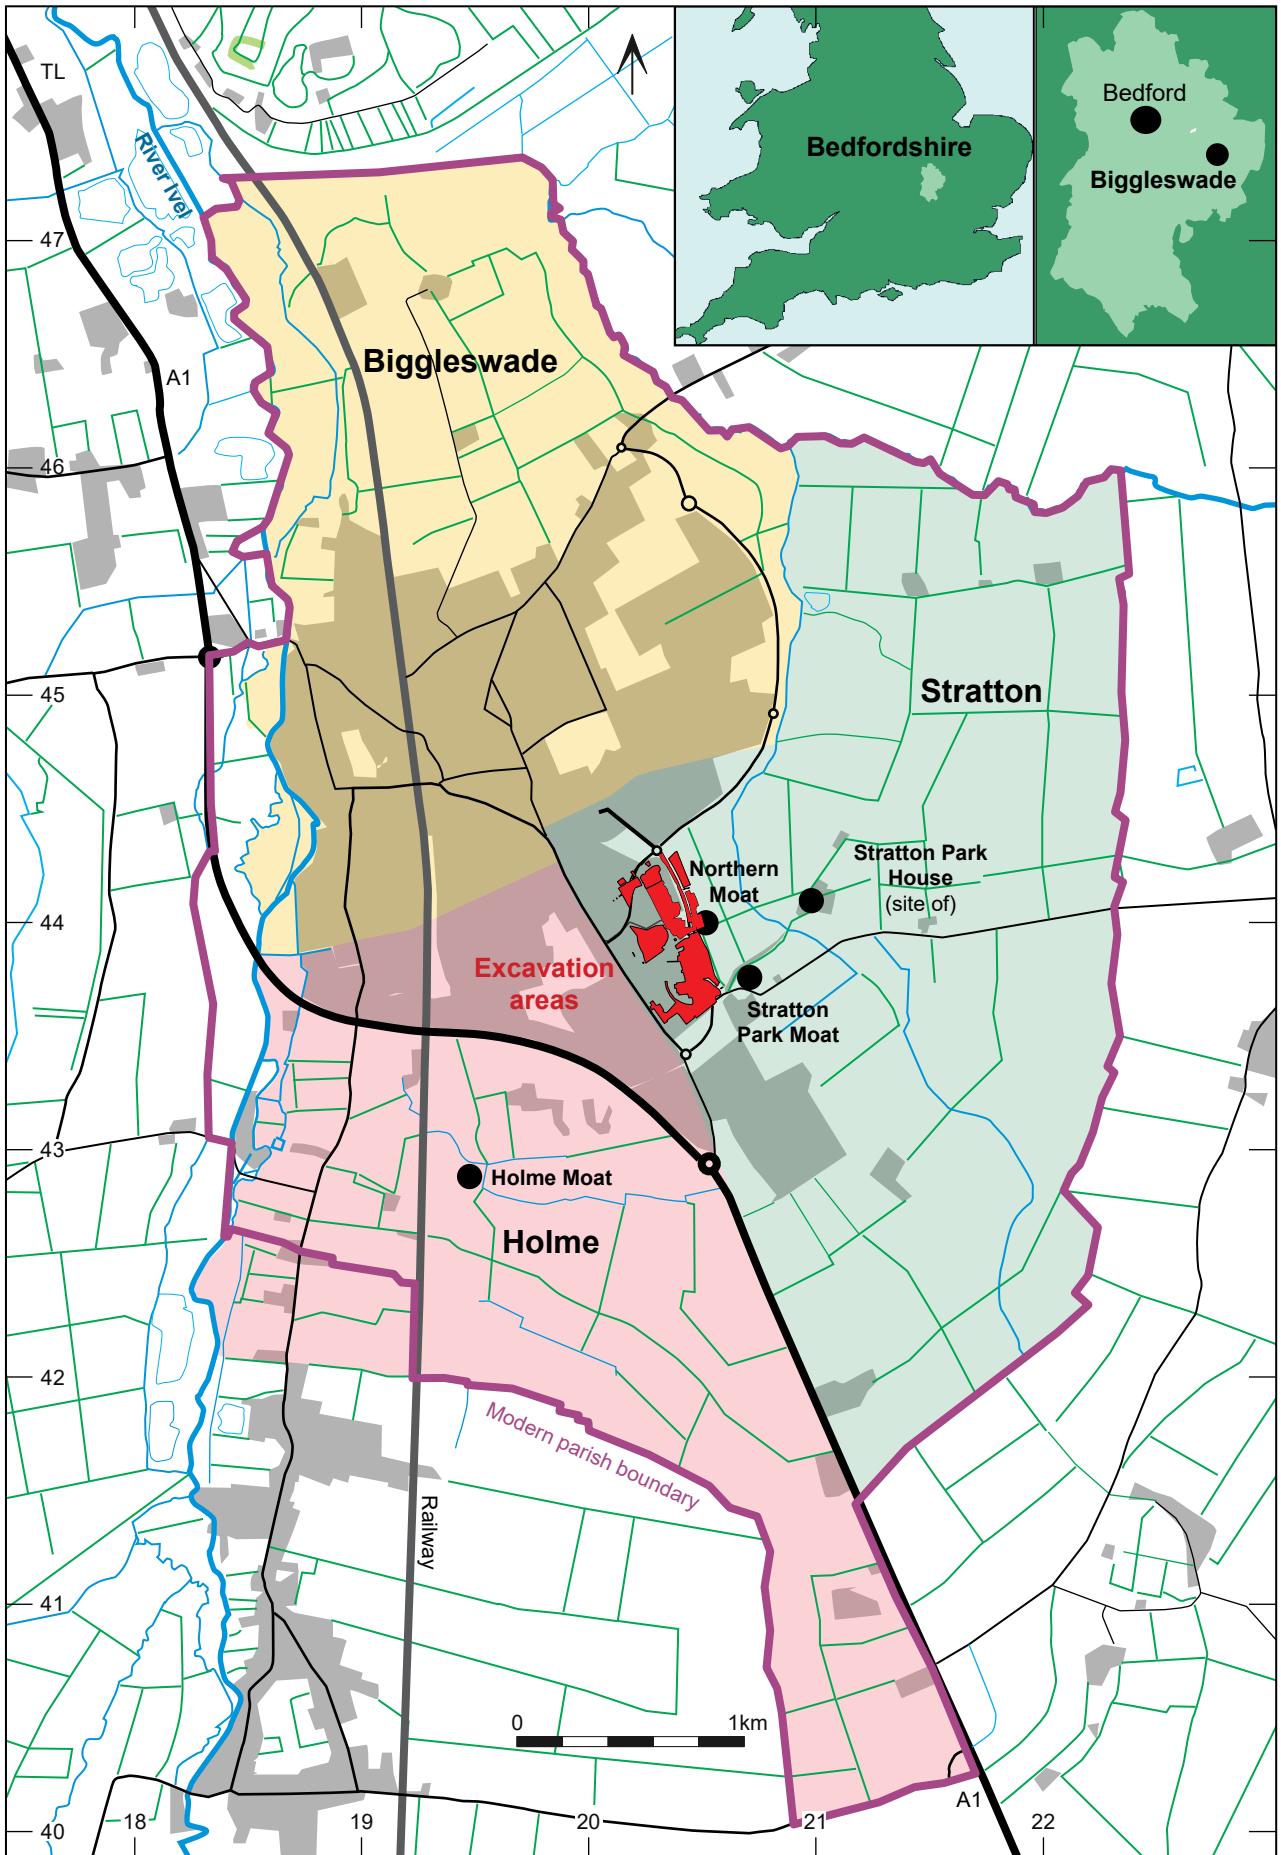 TL
River Ivel
47
A1
46
45
44
43
42
41
40
18
19
20
21
22
Bedfordshire
Bedford
Biggleswade
Biggleswade
Stratton
Northern
Moat
Stratton Park
House
(site of)
Excavation
areas
Stratton
Park Moat
Holme Moat
Holme
Modern parish boundary
Railway
0
1km
A1